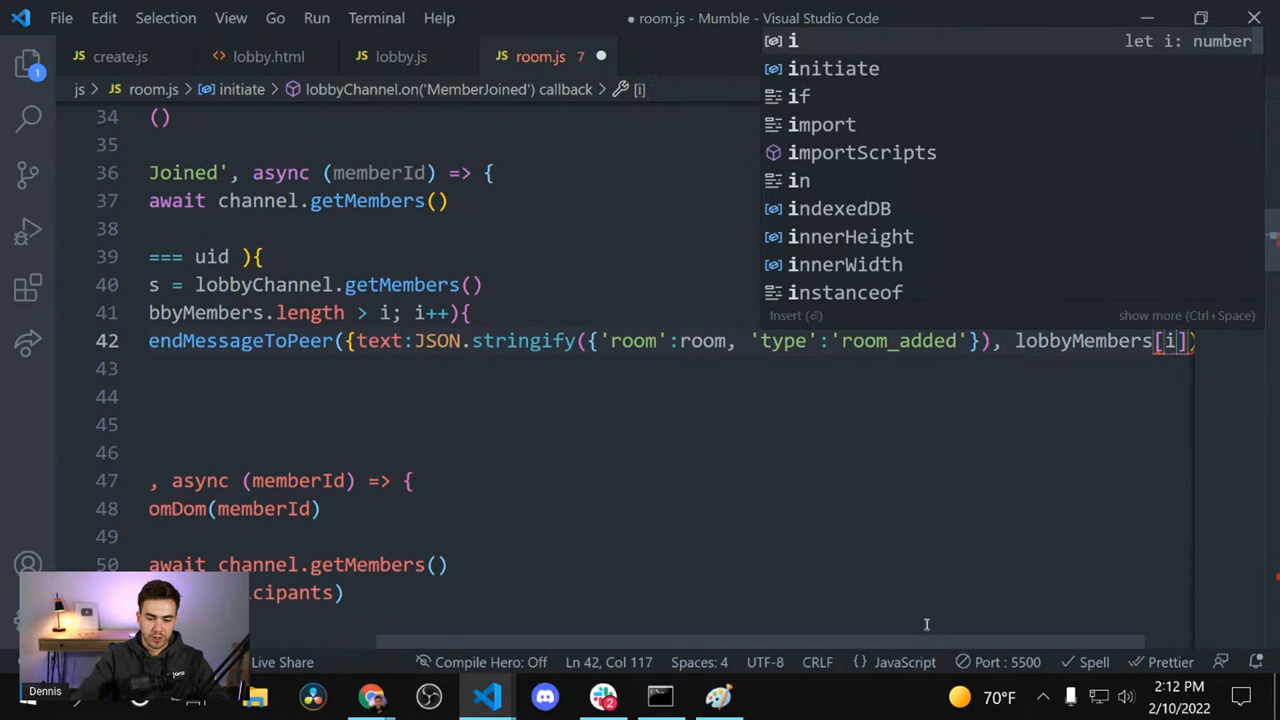 File Edit Selection View Go Run Terminal Help
● room.js - Mumble - Visual Studio Code
create.js lobby.html lobby.js room.js 7
js > room.js > initiate > lobbyChannel.on('MemberJoined') callback > [i]
34 ()
35
36 Joined', async (memberId) => {
37 await channel.getMembers()
38
39 === uid ){
40 s = lobbyChannel.getMembers()
41 bbyMembers.length > i; i++){
42 endMessageToPeer({text:JSON.stringify({'room':room, 'type':'room_added'}), lobbyMembers[i])
43
44
45
46
47 , async (memberId) => {
48 omDom(memberId)
49
50 await channel.getMembers()
icipants)
i let i: number
initiate
if
import
importScripts
in
indexedDB
innerHeight
innerWidth
instanceof
Insert (⏎) show more (Ctrl+Space)
1
Live Share Compile Hero: Off Ln 42, Col 117 Spaces: 4 UTF-8 CRLF {} JavaScript Port : 5500 Spell Prettier
Dennis
2
70°F
2:12 PM
2/10/2022